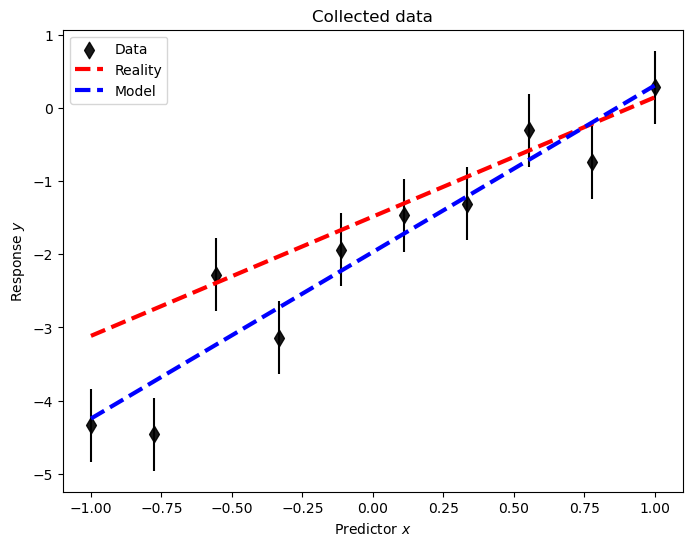 Collected data
Data
Reality
Model
1
0
−1
−2
−3
−4
−5
Response y
−1.00 −0.75 −0.50 −0.25 0.00 0.25 0.50 0.75 1.00
Predictor x